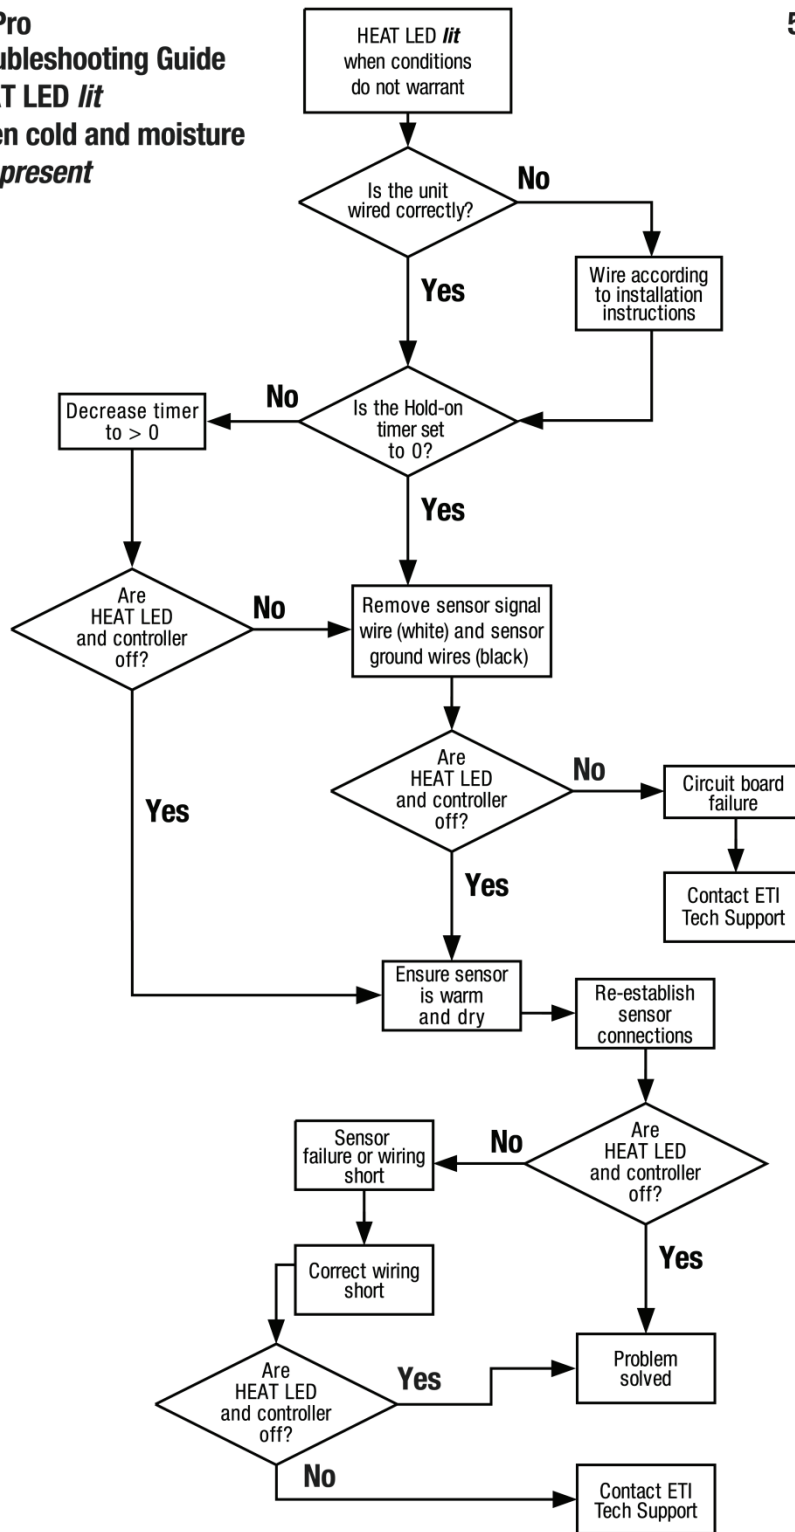 Pro
ubleshooting Guide
AT LED lit
en cold and moisture
present
5
HEAT LED lit
when conditions
do not warrant
Is the unit
wired correctly?
No
Yes
Wire according
to installation
instructions
Is the Hold-on
timer set
to 0?
No
Decrease timer
to > 0
Yes
Are
HEAT LED
and controller
off?
No
Yes
Remove sensor signal
wire (white) and sensor
ground wires (black)
Are
HEAT LED
and controller
off?
No
Circuit board
failure
Contact ETI
Tech Support
Yes
Ensure sensor
is warm
and dry
Re-establish
sensor
connections
Are
HEAT LED
and controller
off?
No
Sensor
failure or wiring
short
Yes
Correct wiring
short
Are
HEAT LED
and controller
off?
Yes
Problem
solved
No
Contact ETI
Tech Support